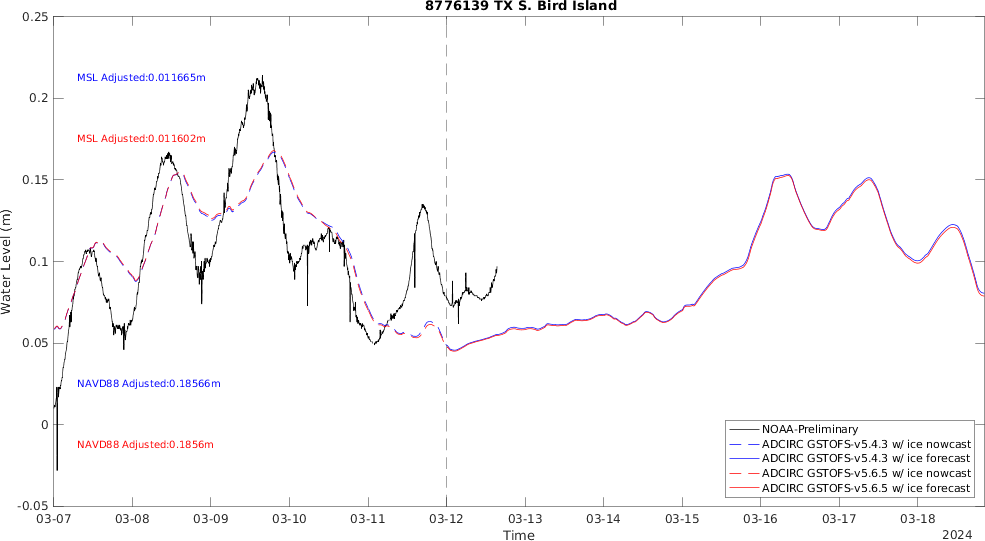 8776139 TX S. Bird Island
0.25
0.2
0.15
0.1
0.05
0
-0.05
Water Level (m)
MSL Adjusted:0.011665m
MSL Adjusted:0.011602m
NAVD88 Adjusted:0.18566m
NAVD88 Adjusted:0.1856m
NOAA-Preliminary
ADCIRC GSTOFS-v5.4.3 w/ ice nowcast
ADCIRC GSTOFS-v5.4.3 w/ ice forecast
ADCIRC GSTOFS-v5.6.5 w/ ice nowcast
ADCIRC GSTOFS-v5.6.5 w/ ice forecast
03-07 03-08 03-09 03-10 03-11 03-12 03-13 03-14 03-15 03-16 03-17 03-18
Time
2024